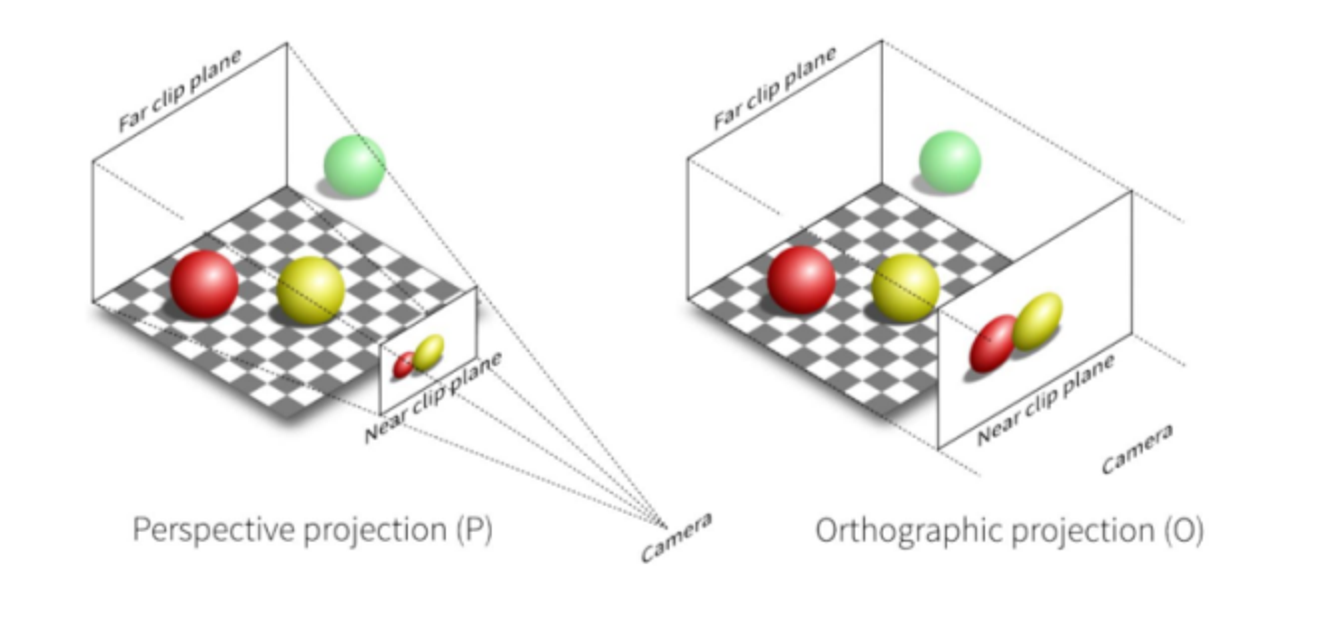 Far clip plane
Near clip plane
Camera
Perspective projection (P)
Far clip plane
Near clip plane
Camera
Orthographic projection (O)